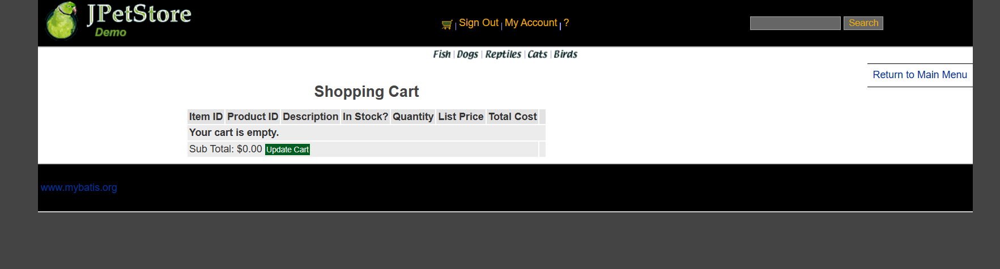 JPetStore
Demo
Sign Out | My Account | ?
Search
Fish | Dogs | Reptiles | Cats | Birds
Return to Main Menu
Shopping Cart
Item ID Product ID Description In Stock? Quantity List Price Total Cost
Your cart is empty.
Sub Total: $0.00 Update Cart
www.mybatis.org